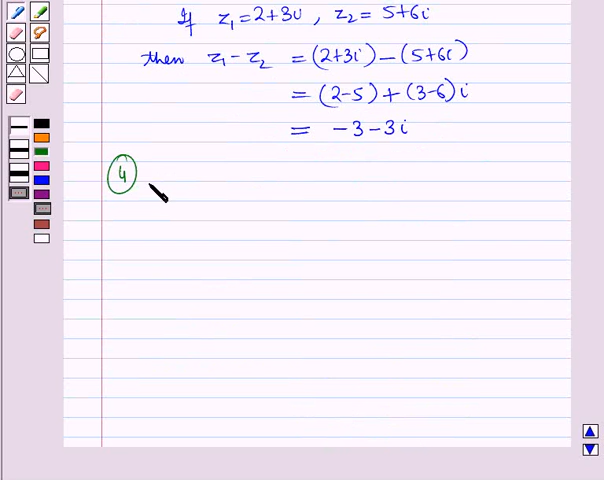 If z₁ = 2+3i , z₂ = 5+6i
then z₁ − z₂ = (2+3i) − (5+6i)
= (2−5) + (3−6) i
= −3−3i
4